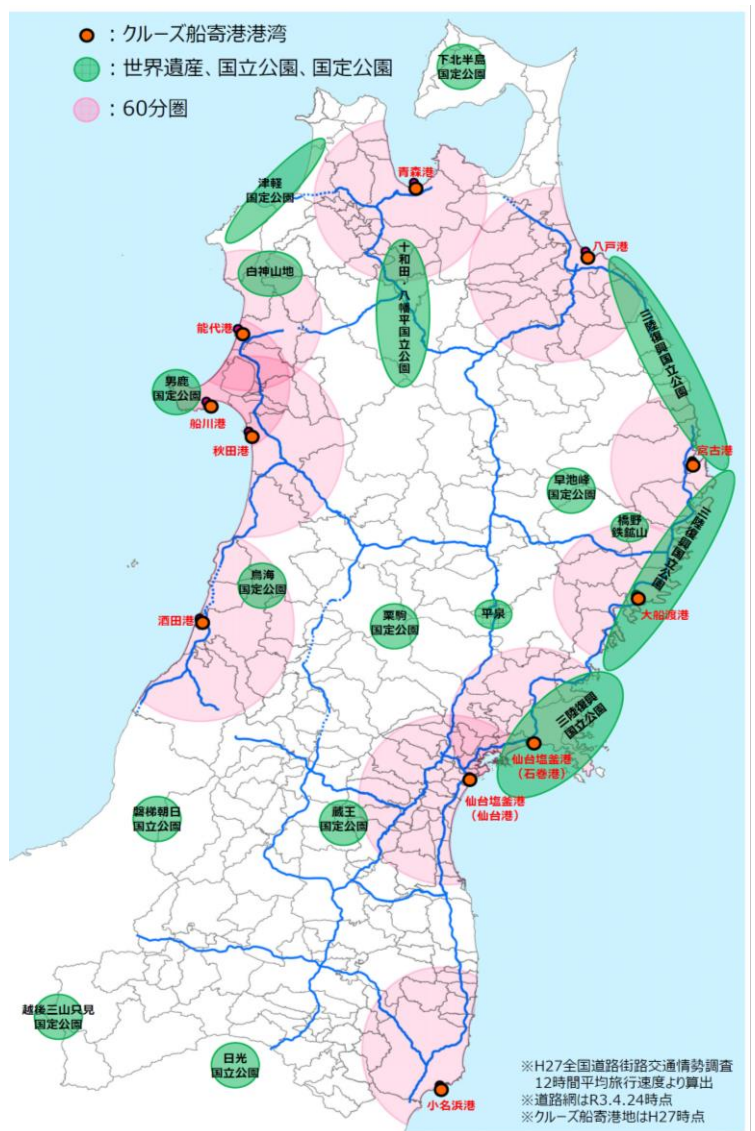 ：クルーズ船寄港港湾
：世界遺産、国立公園、国定公園
：60分圏
下北半島
国定公園
津軽
国定公園
青森港
八戸港
白神山地
十和田・八幡平国立公園
三陸復興国立公園
能代港
男鹿
国定公園
船川港
秋田港
宮古港
早池峰
国定公園
橋野
鉄鉱山
三陸復興国立公園
鳥海
国定公園
酒田港
栗駒
国定公園
平泉
大船渡港
三陸復興
国立公園
仙台塩釜港
（石巻港）
仙台塩釜港
（仙台港）
磐梯朝日
国立公園
蔵王
国定公園
越後三山只見
国定公園
日光
国立公園
小名浜港
※H27全国道路街路交通情勢調査
12時間平均旅行速度より算出
※道路網はR3.4.24時点
※クルーズ船寄港地はH27時点